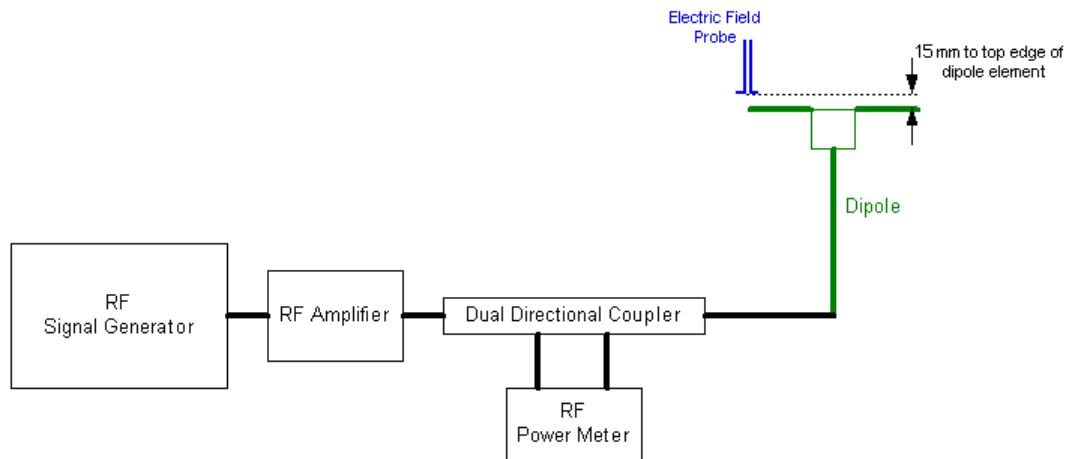 Electric Field
Probe
15 mm to top edge of
dipole element
Dipole
RF
Signal Generator
RF Amplifier
Dual Directional Coupler
RF
Power Meter